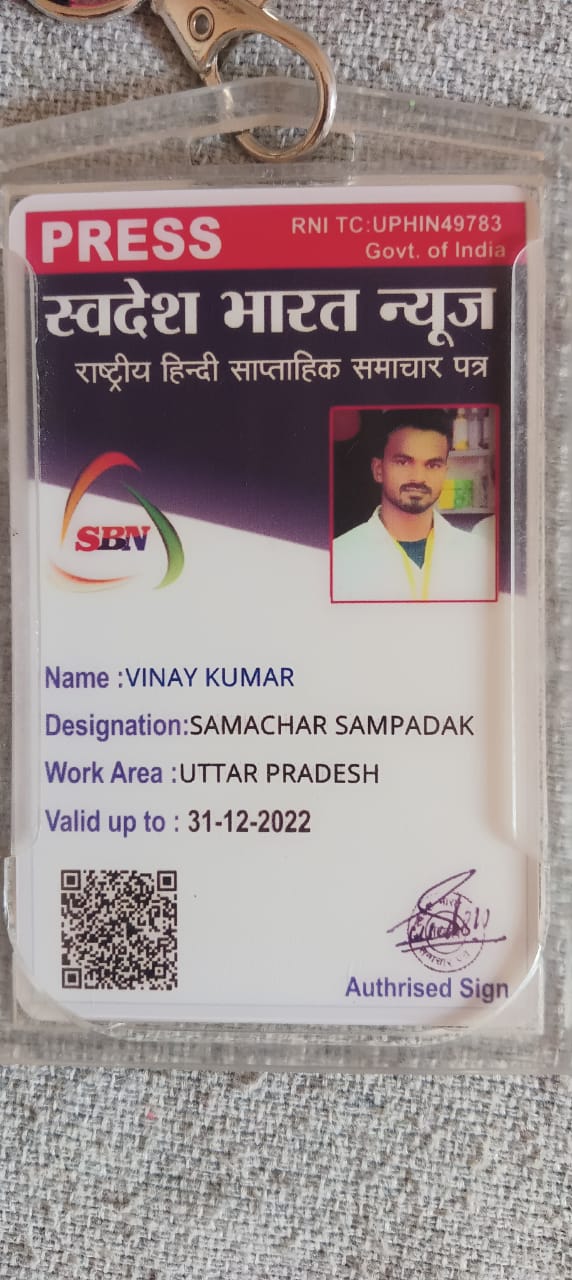 PRESS
RNI TC:UPHIN49783
Govt. of India
स्वदेश भारत न्यूज
राष्ट्रीय हिन्दी साप्ताहिक समाचार पत्र
SBN
Name :VINAY KUMAR
Designation:SAMACHAR SAMPADAK
Work Area :UTTAR PRADESH
Valid up to : 31-12-2022
Authrised Sign